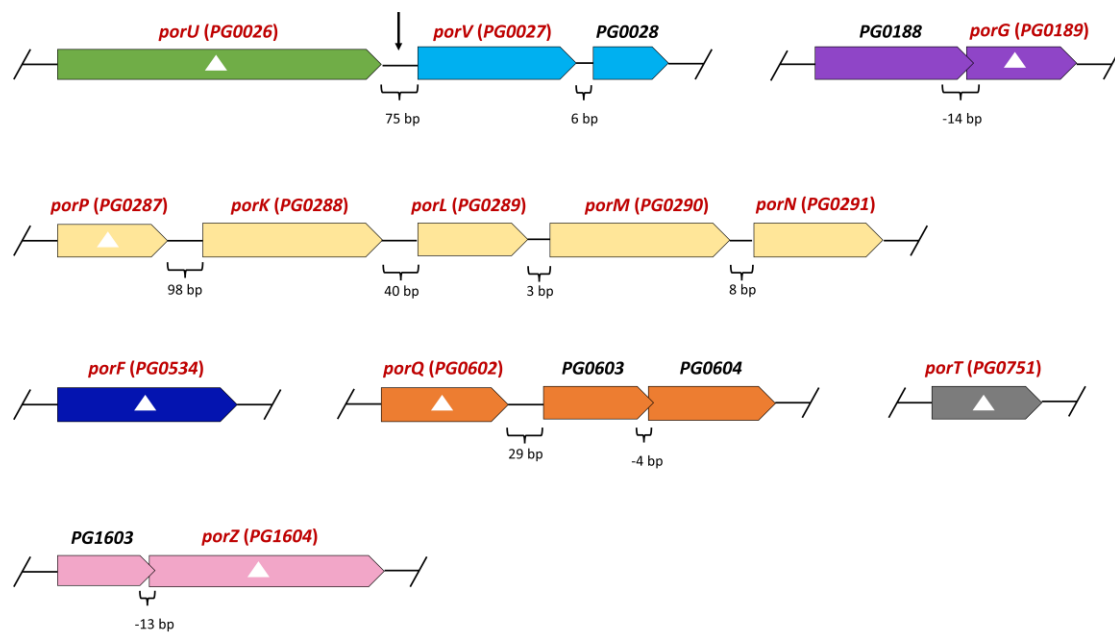 porU (PG0026) porV (PG0027) PG0028 PG0188 porG (PG0189)
75 bp 6 bp -14 bp
porP (PG0287) porK (PG0288) porL (PG0289) porM (PG0290) porN (PG0291)
98 bp 40 bp 3 bp 8 bp
porF (PG0534) porQ (PG0602) PG0603 PG0604 porT (PG0751)
29 bp -4 bp
PG1603 porZ (PG1604)
-13 bp